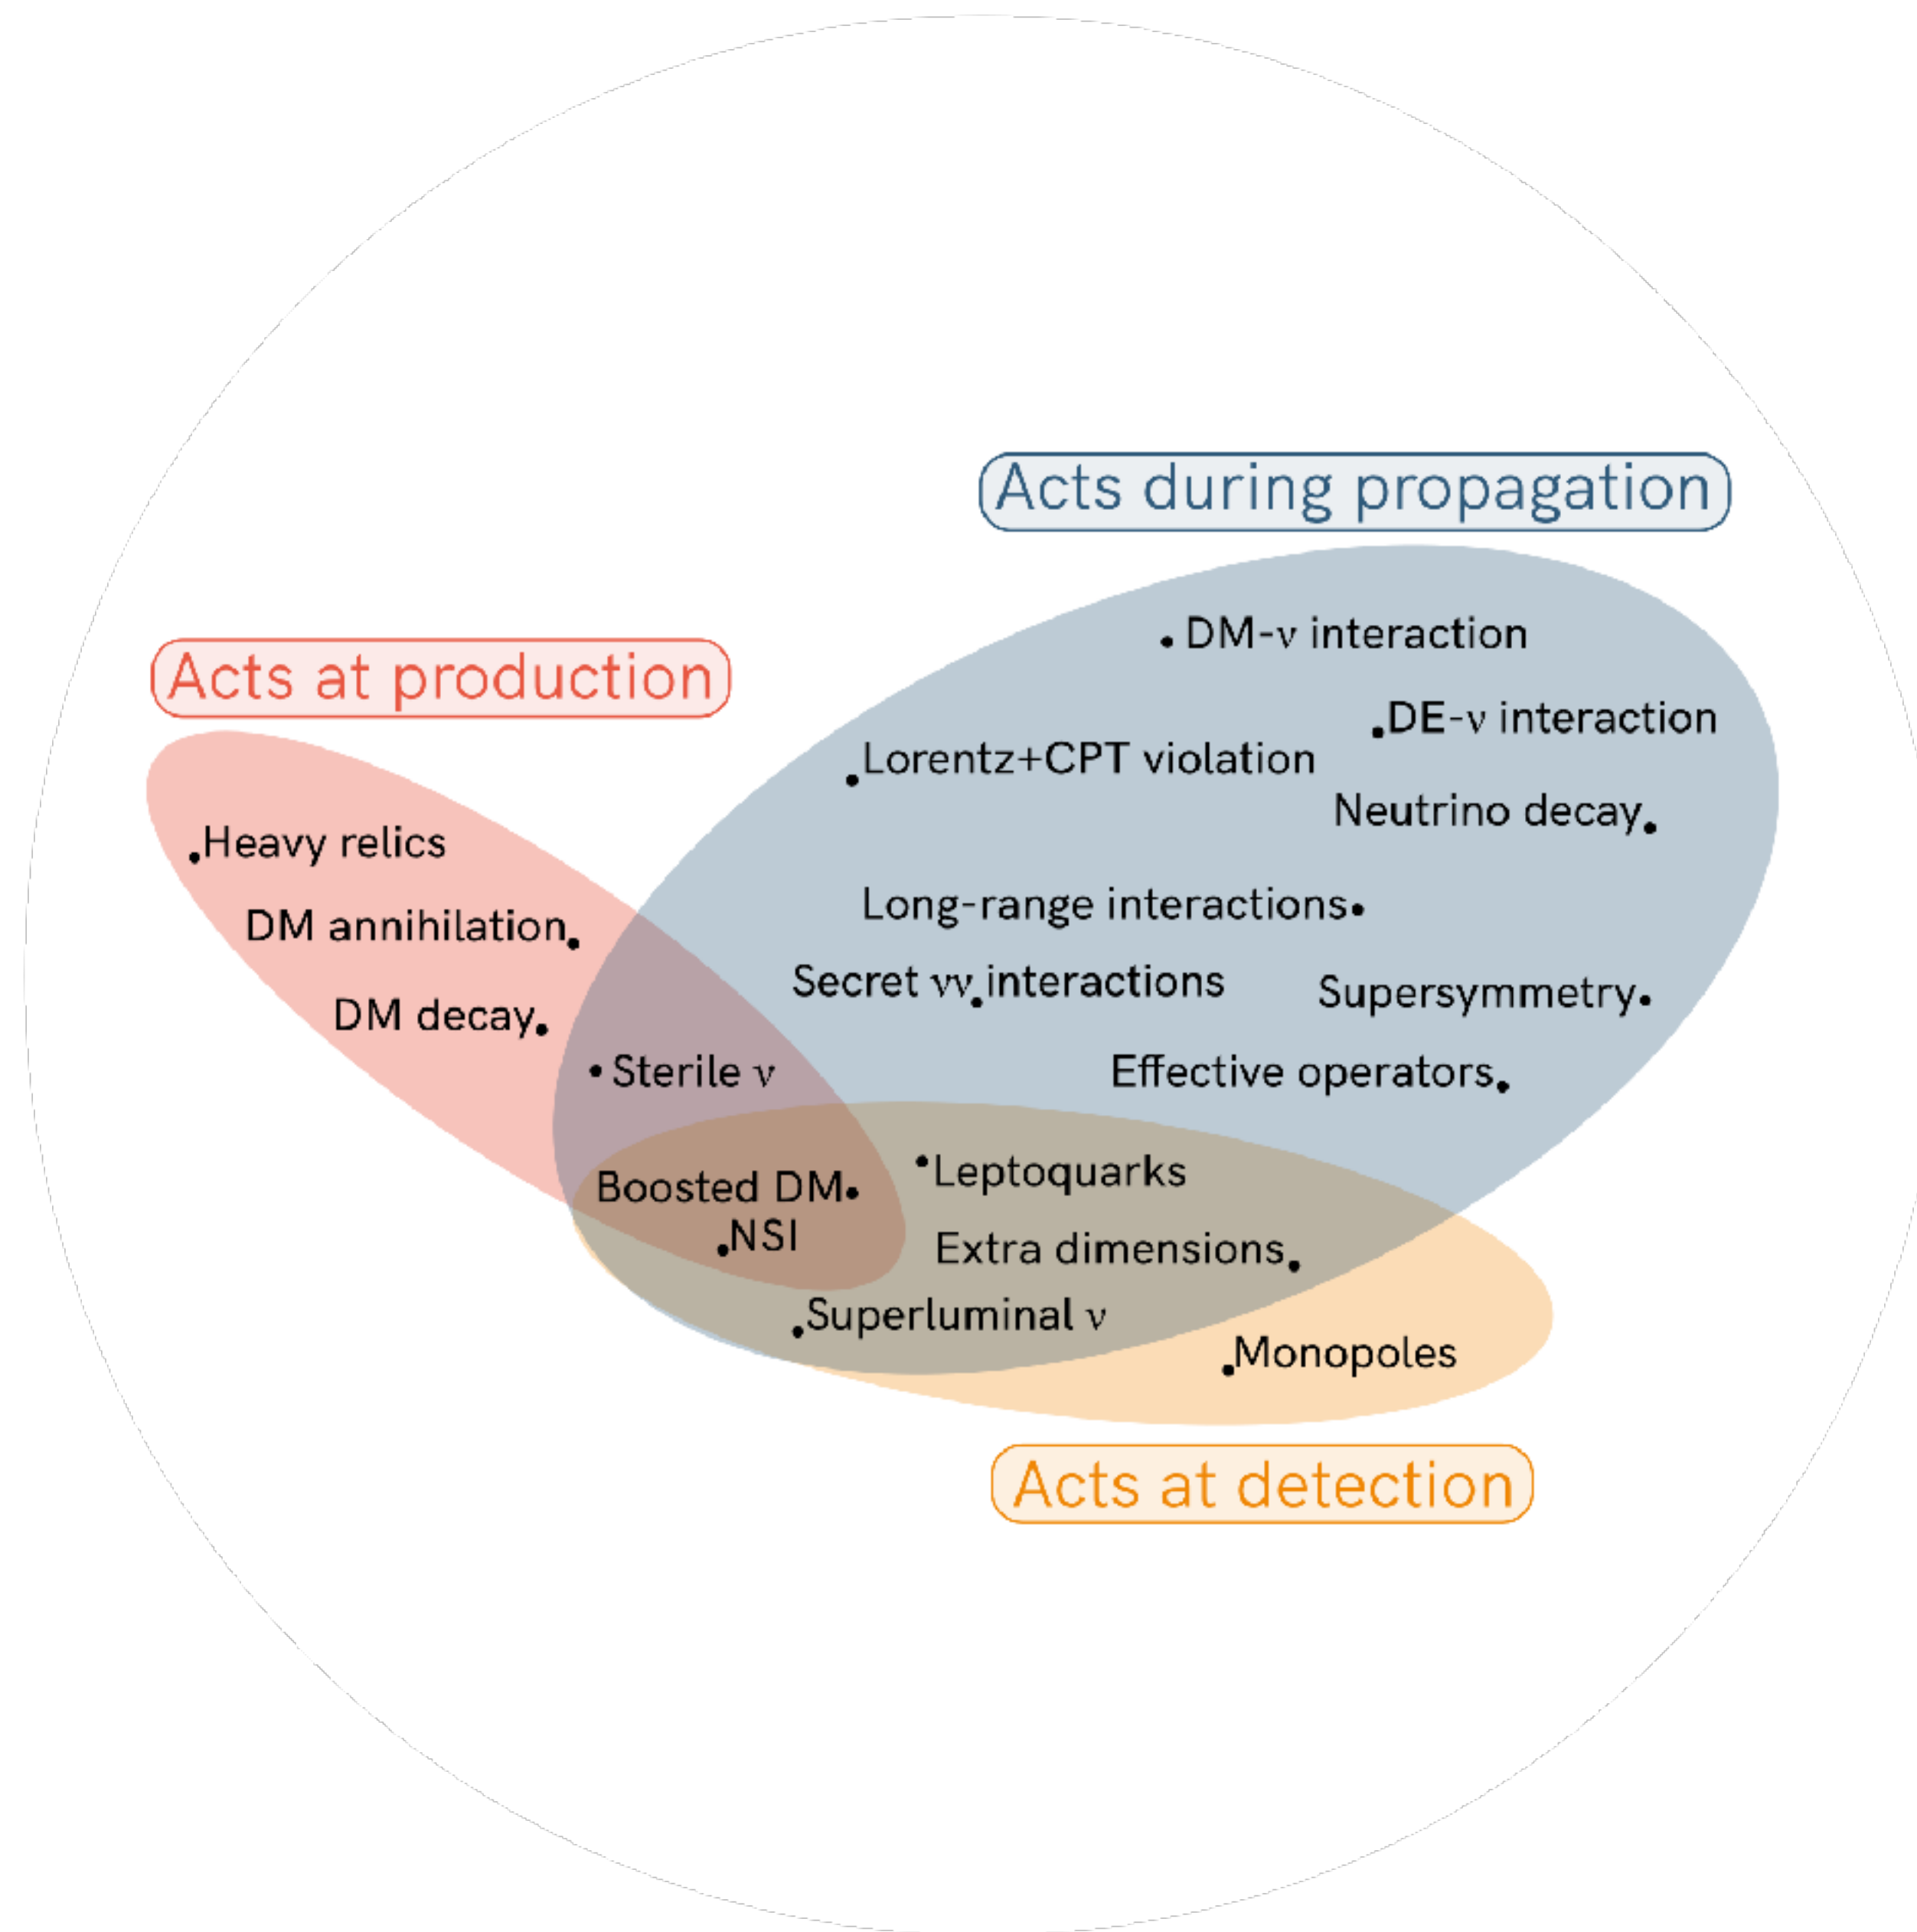 Acts during propagation
DM-ν interaction
Acts at production
DE-ν interaction
Lorentz+CPT violation
Neutrino decay
Heavy relics
Long-range interactions
DM annihilation
Secret νν interactions
Supersymmetry
DM decay
Sterile ν
Effective operators
Leptoquarks
Boosted DM
NSI
Extra dimensions
Superluminal ν
Monopoles
Acts at detection